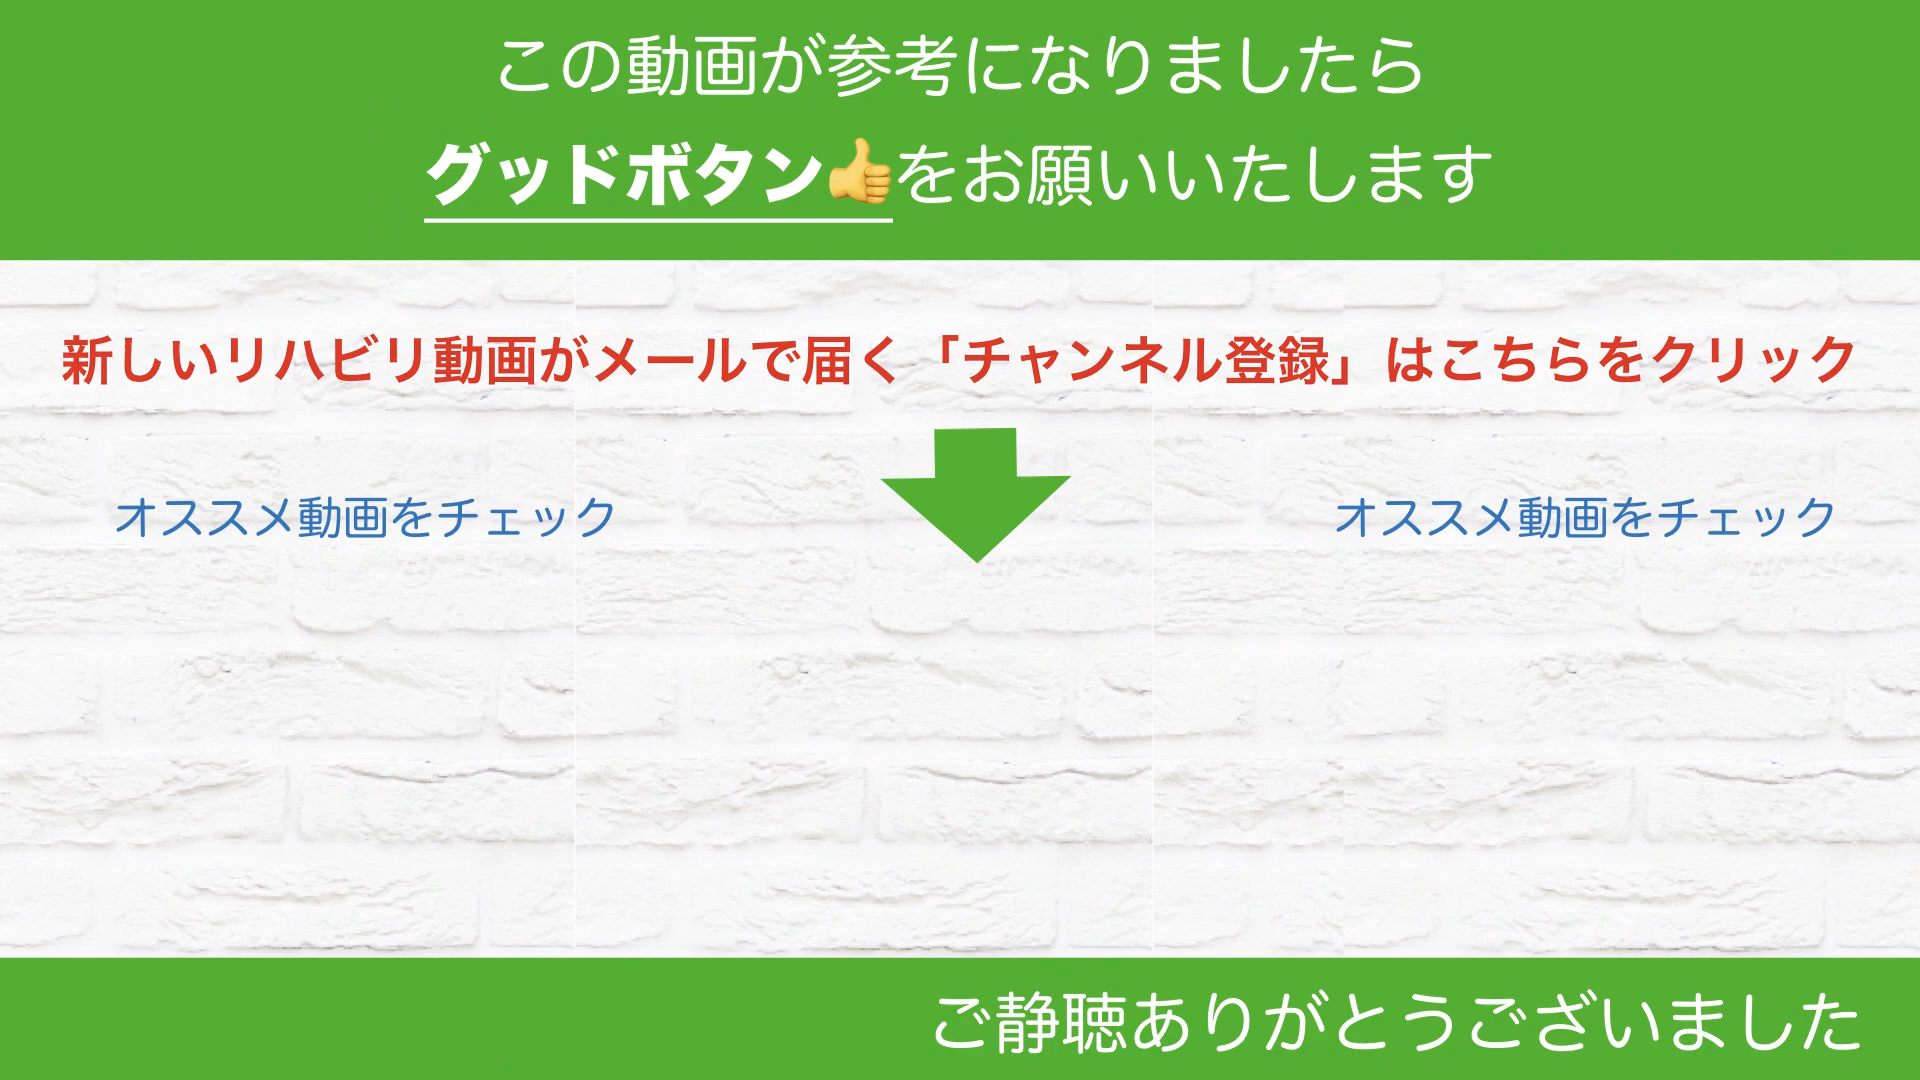 この動画が参考になりましたら
グッドボタン👍をお願いいたします
新しいリハビリ動画がメールで届く「チャンネル登録」はこちらをクリック
オススメ動画をチェック
オススメ動画をチェック
ご静聴ありがとうございました